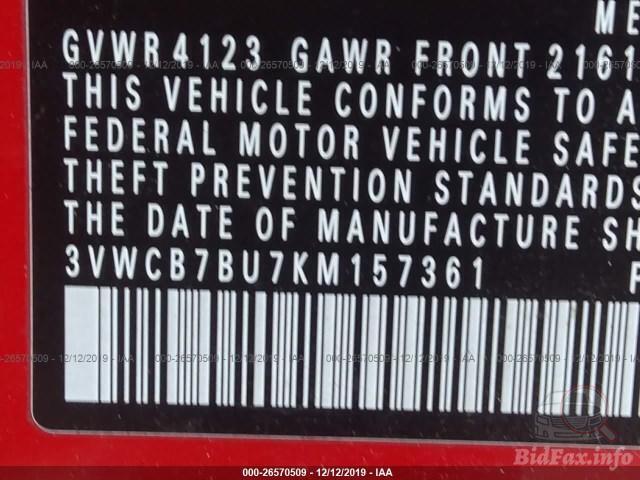 ME
GVWR 4123 GAWR FRONT 2161
THIS VEHICLE CONFORMS TO A
FEDERAL MOTOR VEHICLE SAFE
THEFT PREVENTION STANDARDS
THE DATE OF MANUFACTURE SH
3VWCB7BU7KM157361 F
000-26570509 - 12/12/2019 - IAA
BidFax.info